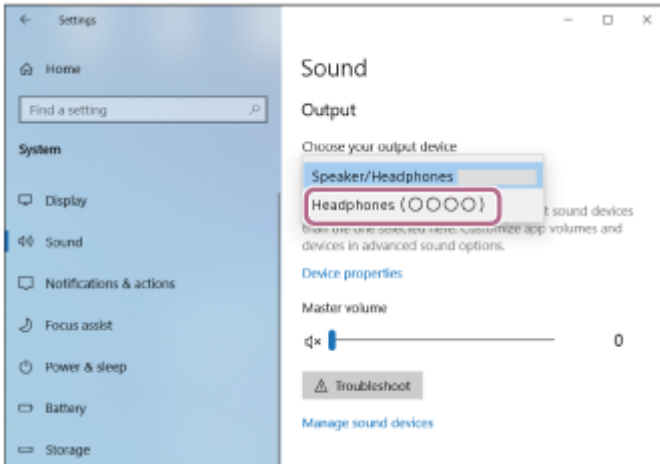 Settings
Home
Find a setting
System
Display
Sound
Notifications & actions
Focus assist
Power & sleep
Battery
Storage
Sound
Output
Choose your output device
Speaker/Headphones
Headphones (○○○○)
t sound devices
than the one selected here. Customize app volumes and
devices in advanced sound options.
Device properties
Master volume
0
Troubleshoot
Manage sound devices